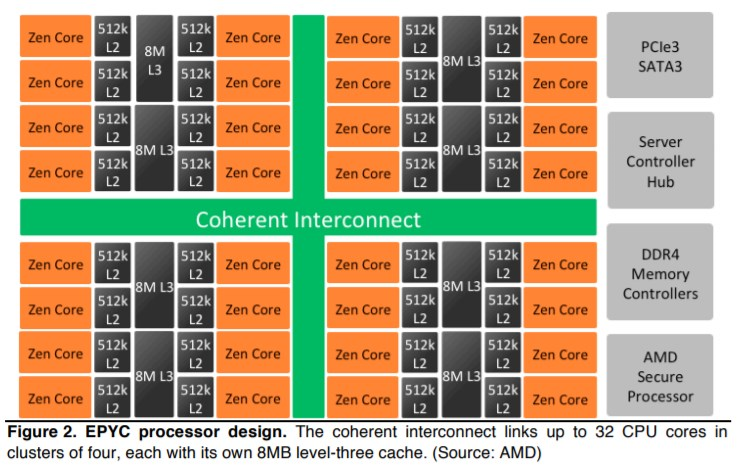 Zen Core 512k L2 8M L3 512k L2 Zen Core Zen Core 512k L2 8M L3 512k L2 Zen Core
Zen Core 512k L2 512k L2 Zen Core Zen Core 512k L2 512k L2 Zen Core
Zen Core 512k L2 8M L3 512k L2 Zen Core Zen Core 512k L2 8M L3 512k L2 Zen Core
Zen Core 512k L2 512k L2 Zen Core Zen Core 512k L2 512k L2 Zen Core
Coherent Interconnect
Zen Core 512k L2 8M L3 512k L2 Zen Core Zen Core 512k L2 8M L3 512k L2 Zen Core
Zen Core 512k L2 512k L2 Zen Core Zen Core 512k L2 512k L2 Zen Core
Zen Core 512k L2 8M L3 512k L2 Zen Core Zen Core 512k L2 8M L3 512k L2 Zen Core
Zen Core 512k L2 512k L2 Zen Core Zen Core 512k L2 512k L2 Zen Core
PCIe3
SATA3
Server
Controller
Hub
DDR4
Memory
Controllers
AMD
Secure
Processor
Figure 2. EPYC processor design. The coherent interconnect links up to 32 CPU cores in
clusters of four, each with its own 8MB level-three cache. (Source: AMD)